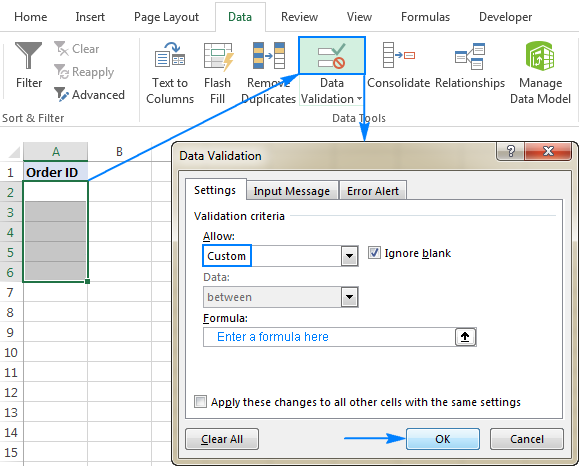 Home Insert Page Layout Data Review View Formulas Developer
Filter
Clear
Reapply
Advanced
Text to
Columns
Flash
Fill
Remove
Duplicates
Data
Validation
Consolidate
Relationships
Manage
Data Model
Sort & Filter
Data Tools
A B
1 Order ID
2
3
4
5
6
7
8
9
10
11
12
13
14
15
Data Validation
?
Settings Input Message Error Alert
Validation criteria
Allow:
Custom
Ignore blank
Data:
between
Formula:
Enter a formula here
Apply these changes to all other cells with the same settings
Clear All OK Cancel